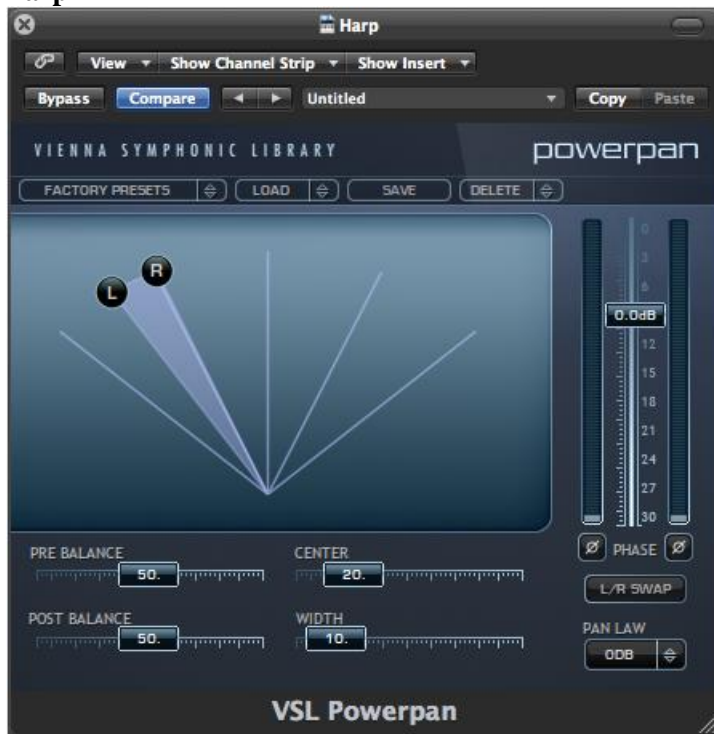 Harp
View Show Channel Strip Show Insert
Bypass Compare Untitled Copy Paste
VIENNA SYMPHONIC LIBRARY powerpan
FACTORY PRESETS LOAD SAVE DELETE
L R
0
3
6
0.0dB
12
15
18
21
24
27
30
Ø PHASE Ø
PRE BALANCE CENTER
50. 20.
L/R SWAP
POST BALANCE WIDTH
50. 10.
PAN LAW
0DB
VSL Powerpan